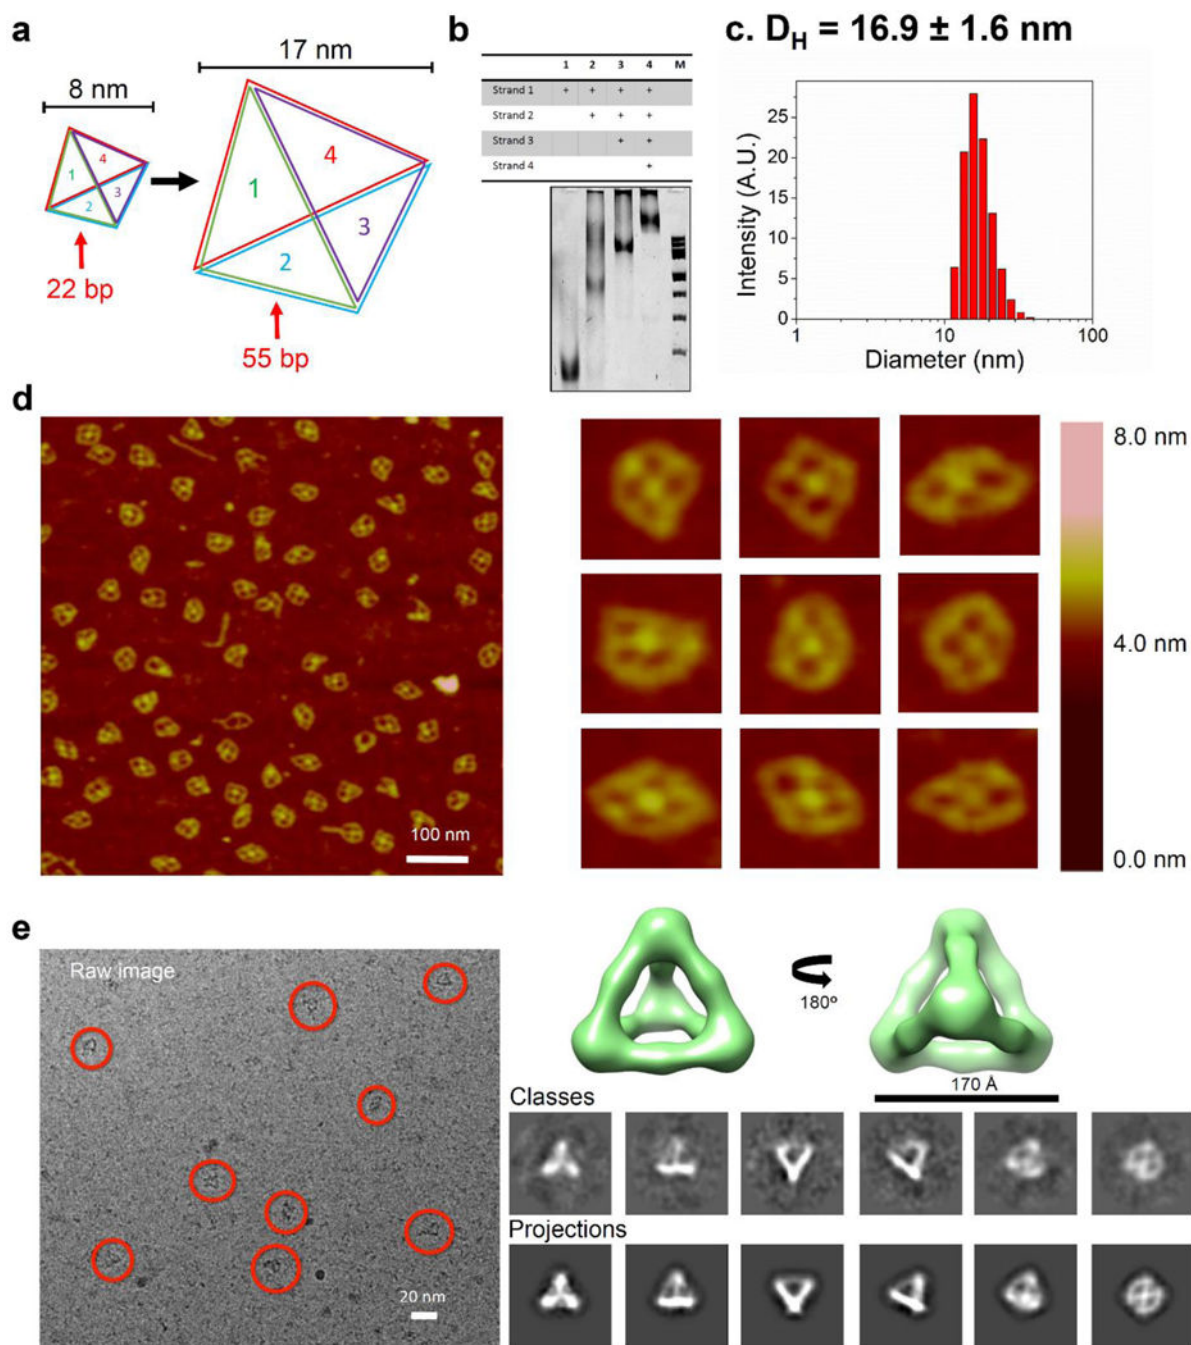 a
8 nm
17 nm
4
1
3
2
22 bp
4
1
3
2
55 bp
b
1 2 3 4 M
Strand 1 + + + +
Strand 2 + + +
Strand 3 + +
Strand 4 +
c. DH = 16.9 ± 1.6 nm
25
20
15
10
5
0
Intensity (A.U.)
1 10 100
Diameter (nm)
d
100 nm
8.0 nm
4.0 nm
0.0 nm
e
Raw image
20 nm
180º
170 Å
Classes
Projections